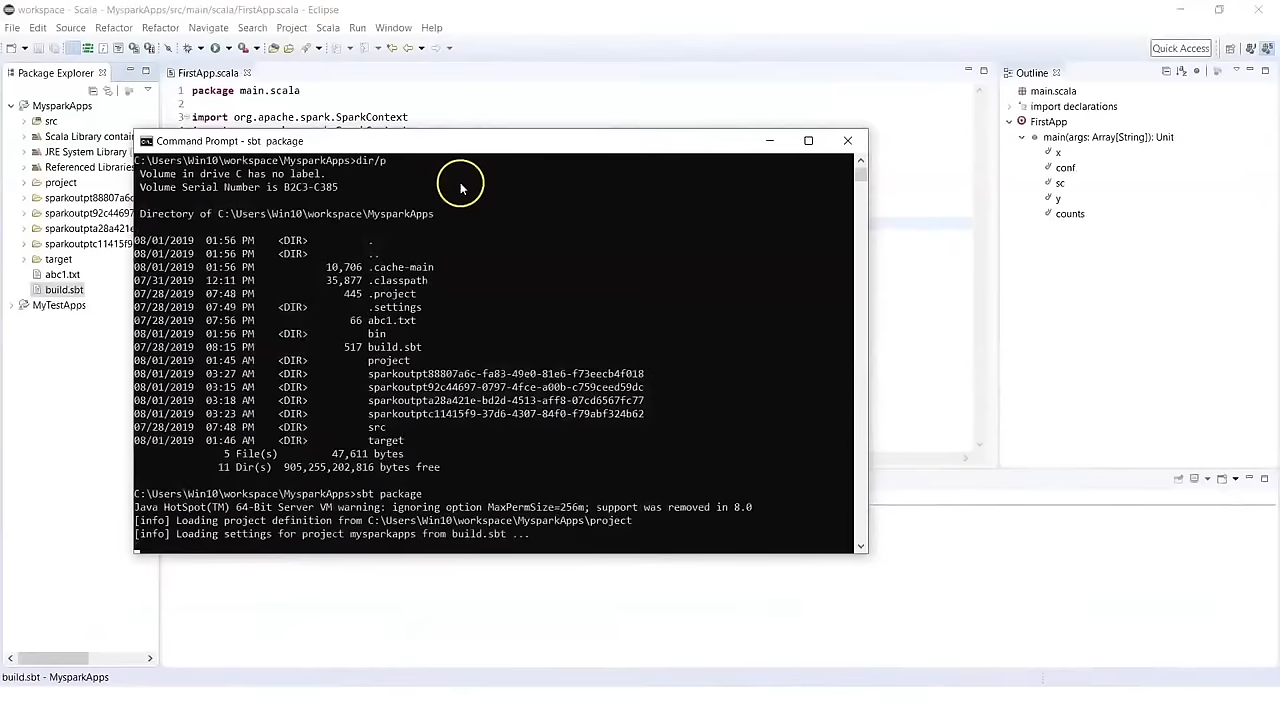 workspace - Scala - MysparkApps/src/main/scala/FirstApp.scala - Eclipse
File Edit Source Refactor Refactor Navigate Search Project Scala Run Window Help
Quick Access
Package Explorer
MysparkApps
src
Scala Library contain
JRE System Library
Referenced Libraries
project
sparkoutpt88807a6c
sparkoutpt92c44697
sparkoutpta28a421e
sparkoutptc11415f9
target
abc1.txt
build.sbt
MyTestApps
FirstApp.scala
1 package main.scala
2
3 import org.apache.spark.SparkContext
Command Prompt - sbt package
C:\Users\Win10\workspace\MysparkApps>dir/p
Volume in drive C has no label.
Volume Serial Number is B2C3-C385
Directory of C:\Users\Win10\workspace\MysparkApps
08/01/2019 01:56 PM <DIR> .
08/01/2019 01:56 PM <DIR> ..
08/01/2019 01:56 PM 10,706 .cache-main
07/31/2019 12:11 PM 35,877 .classpath
07/28/2019 07:48 PM 445 .project
07/28/2019 07:49 PM <DIR> .settings
07/28/2019 07:56 PM 66 abc1.txt
08/01/2019 01:56 PM <DIR> bin
07/28/2019 08:15 PM 517 build.sbt
08/01/2019 01:45 AM <DIR> project
08/01/2019 03:27 AM <DIR> sparkoutpt88807a6c-fa83-49e0-81e6-f73eecb4f018
08/01/2019 03:15 AM <DIR> sparkoutpt92c44697-0797-4fce-a00b-c759ceed59dc
08/01/2019 03:18 AM <DIR> sparkoutpta28a421e-bd2d-4513-aff8-07cd6567fc77
08/01/2019 03:23 AM <DIR> sparkoutptc11415f9-37d6-4307-84f0-f79abf324b62
07/28/2019 07:48 PM <DIR> src
08/01/2019 01:46 AM <DIR> target
5 File(s) 47,611 bytes
11 Dir(s) 905,255,202,816 bytes free
C:\Users\Win10\workspace\MysparkApps>sbt package
Java HotSpot(TM) 64-Bit Server VM warning: ignoring option MaxPermSize=256m; support was removed in 8.0
[info] Loading project definition from C:\Users\Win10\workspace\MysparkApps\project
[info] Loading settings for project mysparkapps from build.sbt ...
Outline
main.scala
import declarations
FirstApp
main(args: Array[String]): Unit
x
conf
sc
y
counts
build.sbt - MysparkApps